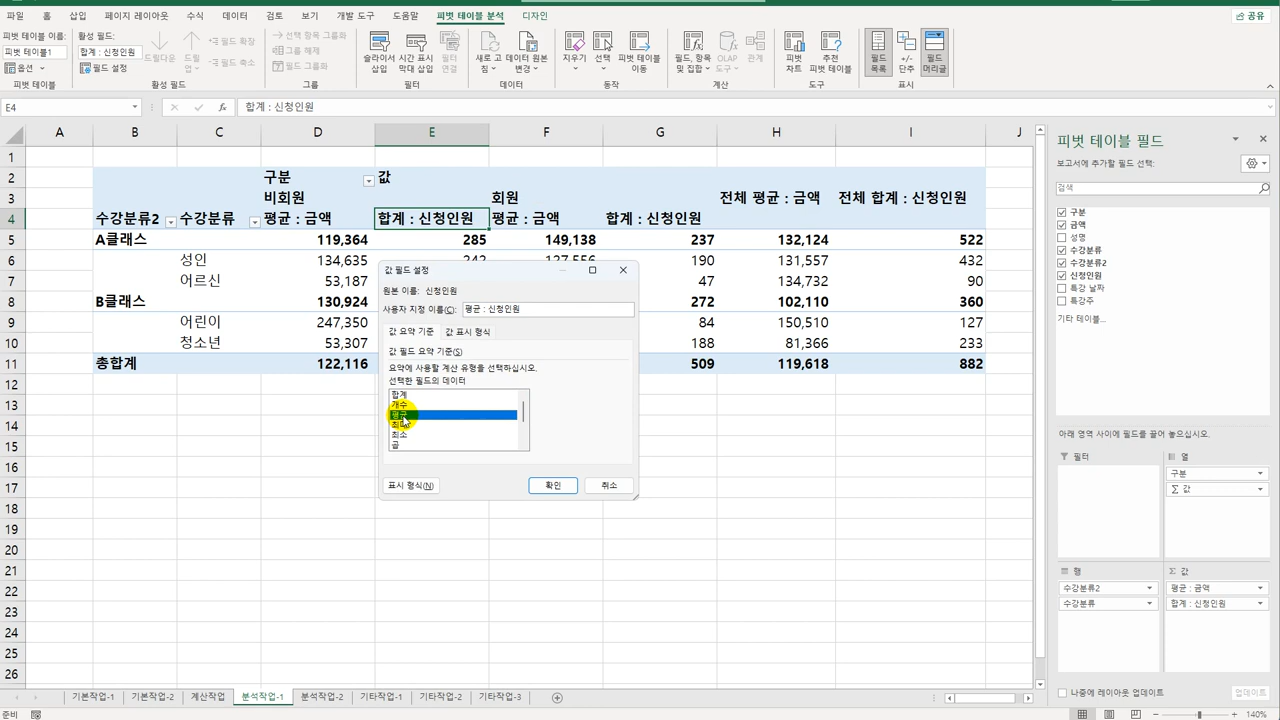 파일 홈 삽입 페이지 레이아웃 수식 데이터 검토 보기 개발 도구 도움말 피벗 테이블 분석 디자인 공유
피벗 테이블 이름: 활성 필드:
피벗 테이블1 합계 : 신청인원
옵션 필드 설정
드릴다운 드릴업
필드 확장
필드 축소
선택 항목 그룹화
그룹 해제
필드 그룹화
슬라이서 삽입 시간 표시 막대 삽입 필터 연결
새로 고침 데이터 원본 변경
지우기 선택 피벗 테이블 이동
필드, 항목 및 집합 OLAP 도구 관계
피벗 차트 추천 피벗 테이블
필드 목록 +/- 단추 필드 머리글
피벗 테이블 활성 필드 그룹 필터 데이터 동작 계산 도구 표시
E4 fx 합계 : 신청인원
A B C D E F G H I J
1
2 구분 값
3 비회원 회원 전체 평균 : 금액 전체 합계 : 신청인원
4 수강분류2 수강분류 평균 : 금액 합계 : 신청인원 평균 : 금액 합계 : 신청인원
5 A클래스 119,364 285 149,138 237 132,124 522
6 성인 134,635 190 131,557 432
7 어르신 53,187 47 134,732 90
8 B클래스 130,924 272 102,110 360
9 어린이 247,350 84 150,510 127
10 청소년 53,307 188 81,366 233
11 총합계 122,116 509 119,618 882
12
13
14
15
16
17
18
19
20
21
22
23
24
25
26
값 필드 설정
원본 이름: 신청인원
사용자 지정 이름(C): 평균 : 신청인원
값 요약 기준 값 표시 형식
값 필드 요약 기준(S)
요약에 사용할 계산 유형을 선택하십시오.
선택한 필드의 데이터
합계
개수
평균
최대
최소
곱
표시 형식(N) 확인 취소
피벗 테이블 필드
보고서에 추가할 필드 선택:
검색
구분
금액
성명
수강분류
수강분류2
신청인원
특강 날짜
특강주
기타 테이블...
아래 영역 사이에 필드를 끌어 놓으십시오.
필터 열
구분
Σ 값
행 Σ 값
수강분류2 평균 : 금액
수강분류 합계 : 신청인원
나중에 레이아웃 업데이트 업데이트
기본작업-1 기본작업-2 계산작업 분석작업-1 분석작업-2 기타작업-1 기타작업-2 기타작업-3
준비 140%